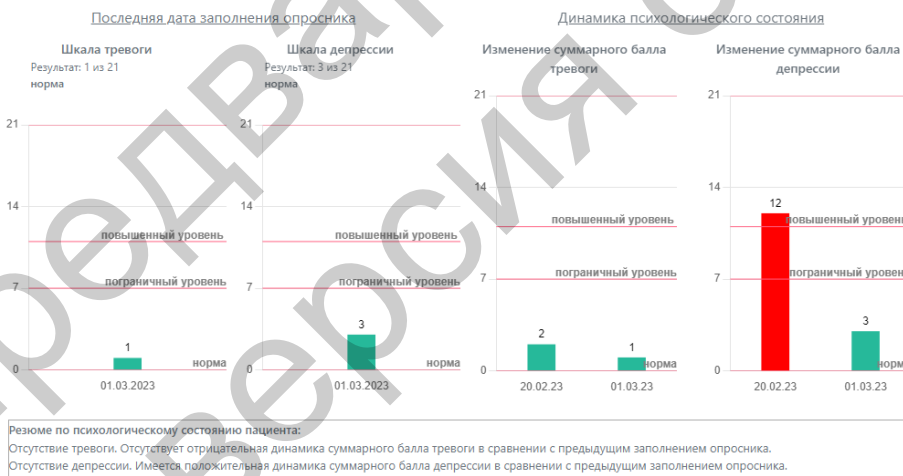 Последняя дата заполнения опросника
Шкала тревоги
Результат: 1 из 21
норма
21
14
7
0
повышенный уровень
пограничный уровень
норма
1
01.03.2023
Шкала депрессии
Результат: 3 из 21
норма
21
14
7
0
повышенный уровень
пограничный уровень
норма
3
01.03.2023
Динамика психологического состояния
Изменение суммарного балла
тревоги
21
14
7
0
повышенный уровень
пограничный уровень
норма
2
1
20.02.23
01.03.23
Изменение суммарного балла
депрессии
21
14
7
0
12
повышенный уровен
пограничный уровен
норм
3
20.02.23
01.03.23
Резюме по психологическому состоянию пациента:
Отсутствие тревоги. Отсутствует отрицательная динамика суммарного балла тревоги в сравнении с предыдущим заполнением опросника.
Отсутствие депрессии. Имеется положительная динамика суммарного балла депрессии в сравнении с предыдущим заполнением опросника.
версия